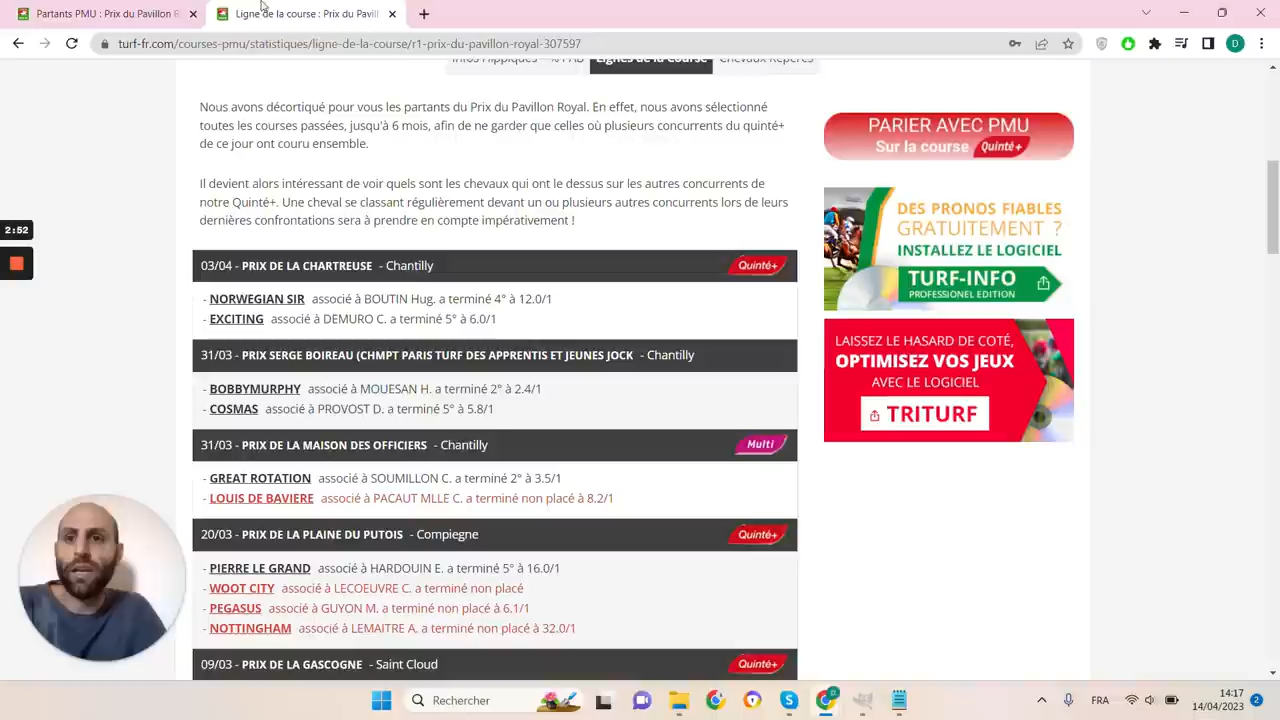 Partants PMU : Prix du Pavillon R
Ligne de la course : Prix du Pavill
turf-fr.com/courses-pmu/statistiques/ligne-de-la-course/r1-prix-du-pavillon-royal-307597
D
Infos Hippiques - % FAB
Lignes de la Course
Chevaux Repérés
Nous avons décortiqué pour vous les partants du Prix du Pavillon Royal. En effet, nous avons sélectionné
toutes les courses passées, jusqu'à 6 mois, afin de ne garder que celles où plusieurs concurrents du quinté+
de ce jour ont couru ensemble.
Il devient alors intéressant de voir quels sont les chevaux qui ont le dessus sur les autres concurrents de
notre Quinté+. Une cheval se classant régulièrement devant un ou plusieurs autres concurrents lors de leurs
dernières confrontations sera à prendre en compte impérativement !
2:52
03/04 - PRIX DE LA CHARTREUSE - Chantilly Quinté+
- NORWEGIAN SIR associé à BOUTIN Hug. a terminé 4° à 12.0/1
- EXCITING associé à DEMURO C. a terminé 5° à 6.0/1
31/03 - PRIX SERGE BOIREAU (CHMPT PARIS TURF DES APPRENTIS ET JEUNES JOCK - Chantilly
- BOBBYMURPHY associé à MOUESAN H. a terminé 2° à 2.4/1
- COSMAS associé à PROVOST D. a terminé 5° à 5.8/1
31/03 - PRIX DE LA MAISON DES OFFICIERS - Chantilly Multi
- GREAT ROTATION associé à SOUMILLON C. a terminé 2° à 3.5/1
- LOUIS DE BAVIERE associé à PACAUT MLLE C. a terminé non placé à 8.2/1
20/03 - PRIX DE LA PLAINE DU PUTOIS - Compiegne Quinté+
- PIERRE LE GRAND associé à HARDOUIN E. a terminé 5° à 16.0/1
- WOOT CITY associé à LECOEUVRE C. a terminé non placé
- PEGASUS associé à GUYON M. a terminé non placé à 6.1/1
- NOTTINGHAM associé à LEMAITRE A. a terminé non placé à 32.0/1
09/03 - PRIX DE LA GASCOGNE - Saint Cloud Quinté+
PARIER AVEC PMU
Sur la course Quinté+
DES PRONOS FIABLES
GRATUITEMENT ?
INSTALLEZ LE LOGICIEL
TURF-INFO
PROFESSIONEL EDITION
LAISSEZ LE HASARD DE COTÉ,
OPTIMISEZ VOS JEUX
AVEC LE LOGICIEL
TRITURF
Rechercher
FRA
14:17
14/04/2023
2